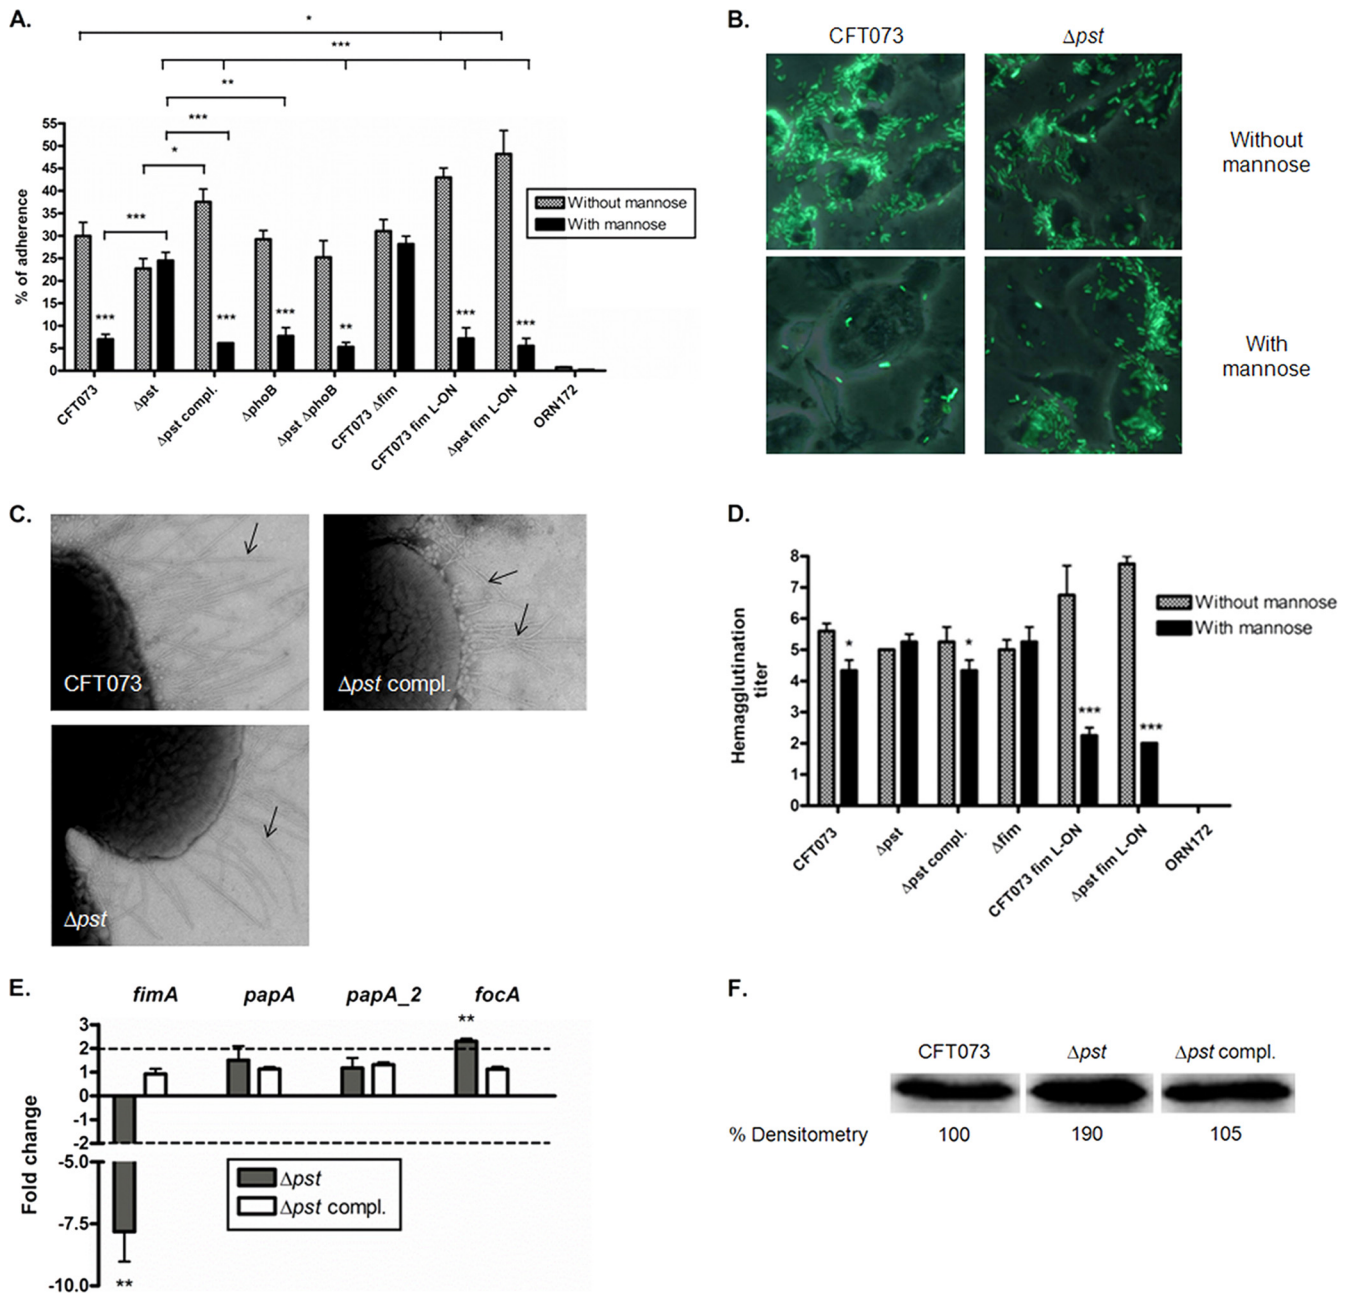 A.
*
***
**
***
*
***
% of adherence
55
50
45
40
35
30
25
20
15
10
5
0
Without mannose
With mannose
***
***
***
**
***
***
CFT073
Δpst
Δpst compl.
ΔphoB
Δpst ΔphoB
CFT073 Δfim
CFT073 fim L-ON
Δpst fim L-ON
ORN172
B.
CFT073
Δpst
Without
mannose
With
mannose
C.
CFT073
Δpst compl.
Δpst
D.
Hemagglutination
titer
8
7
6
5
4
3
2
1
0
Without mannose
With mannose
*
*
***
***
CFT073
Δpst
Δpst compl.
Δfim
CFT073 fim L-ON
Δpst fim L-ON
ORN172
E.
fimA papA papA_2 focA
**
Fold change
3
2
1
0
-1
-2
-5.0
-7.5
-10.0
Δpst
Δpst compl.
**
F.
CFT073 Δpst Δpst compl.
% Densitometry 100 190 105